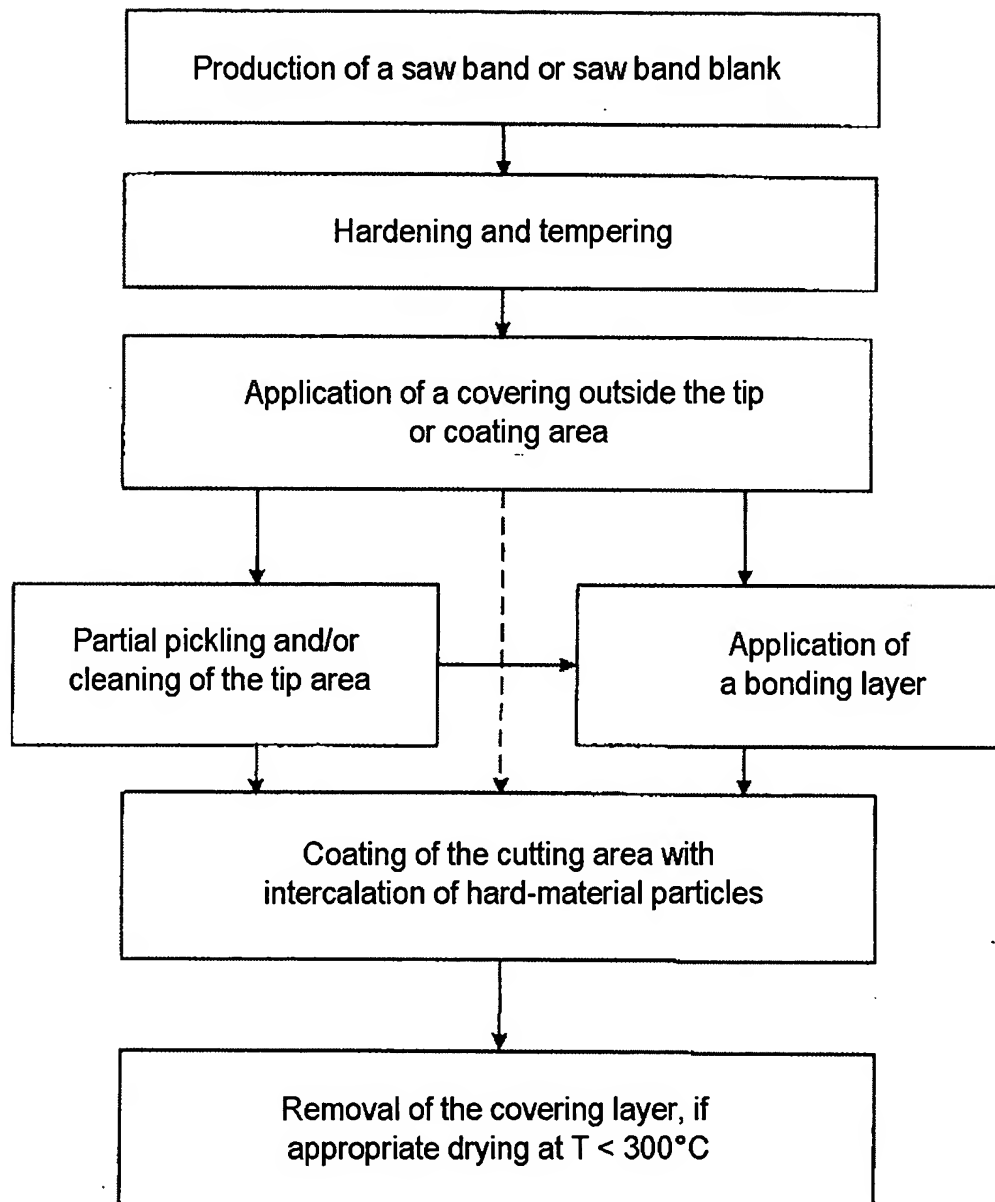 Production of a saw band or saw band blank
Hardening and tempering
Application of a covering outside the tip
or coating area
Partial pickling and/or
cleaning of the tip area
Application of
a bonding layer
Coating of the cutting area with
intercalation of hard-material particles
Removal of the covering layer, if
appropriate drying at T < 300°C